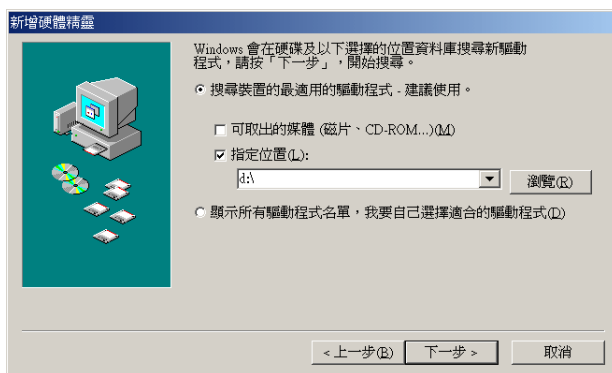 新增硬體精靈
Windows 會在硬碟及以下選擇的位置資料庫搜尋新驅動
程式，請按「下一步」，開始搜尋。
搜尋裝置的最適用的驅動程式 - 建議使用。
可取出的媒體 (磁片、CD-ROM...)(M)
指定位置(L):
d:\
瀏覽(R)
顯示所有驅動程式名單，我要自己選擇適合的驅動程式(D)
< 上一步(B)
下一步 >
取消